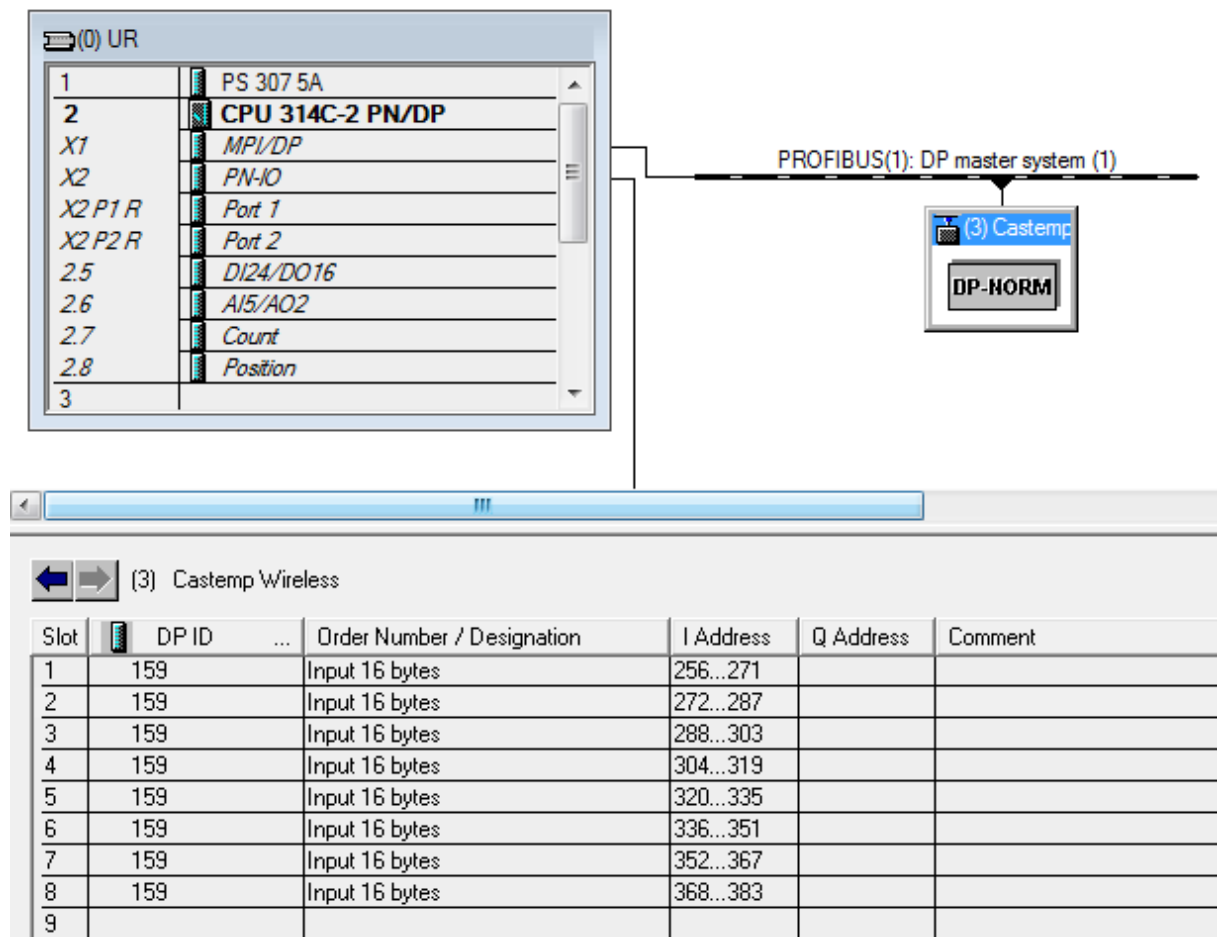 (0) UR
1 PS 307 5A
2 CPU 314C-2 PN/DP
X1 MPI/DP
X2 PN-IO
X2 P1 R Port 1
X2 P2 R Port 2
2.5 DI24/DO16
2.6 AI5/AO2
2.7 Count
2.8 Position
3
PROFIBUS(1): DP master system (1)
(3) Castemp
DP-NORM
(3) Castemp Wireless
Slot DP ID ... Order Number / Designation I Address Q Address Comment
1 159 Input 16 bytes 256...271
2 159 Input 16 bytes 272...287
3 159 Input 16 bytes 288...303
4 159 Input 16 bytes 304...319
5 159 Input 16 bytes 320...335
6 159 Input 16 bytes 336...351
7 159 Input 16 bytes 352...367
8 159 Input 16 bytes 368...383
9